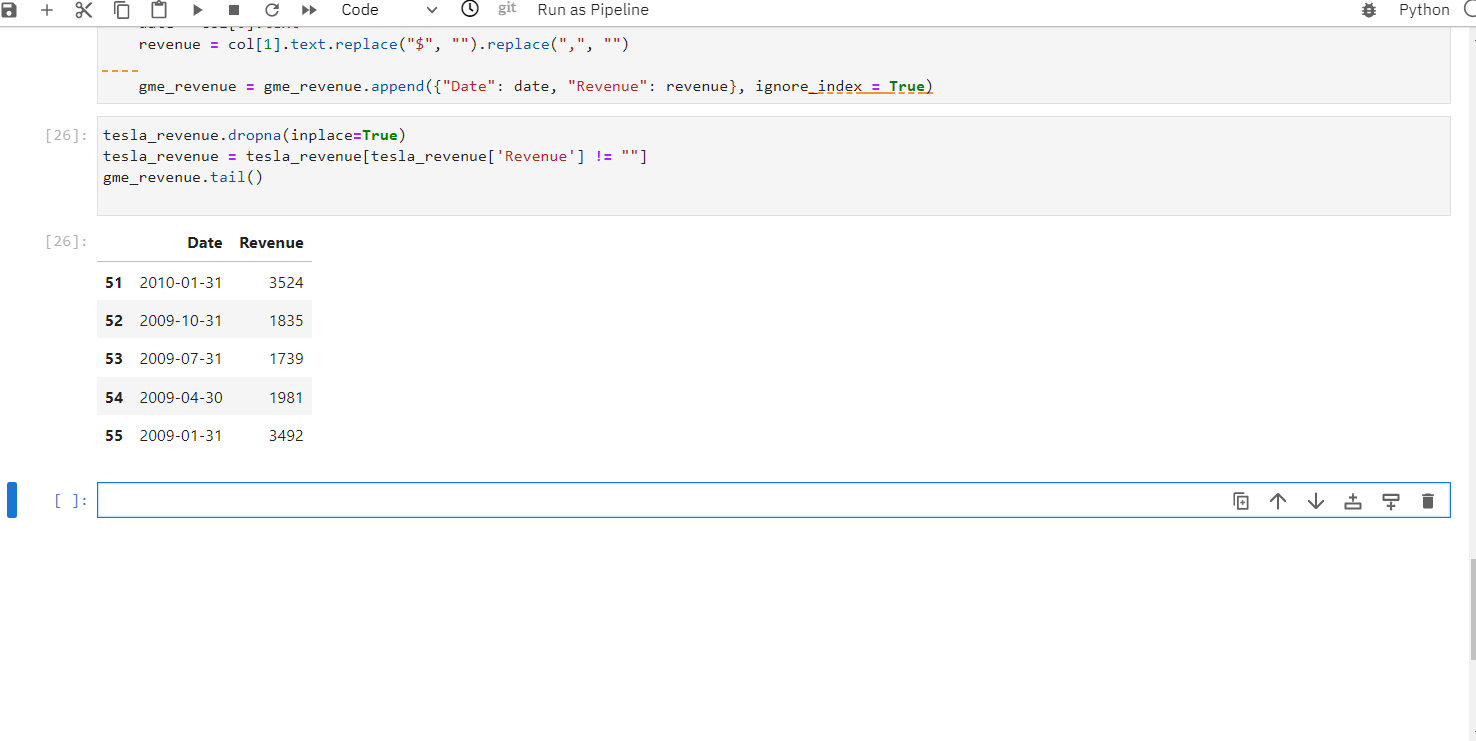 Code git Run as Pipeline Python
revenue = col[1].text.replace("$", "").replace(",", "")
gme_revenue = gme_revenue.append({"Date": date, "Revenue": revenue}, ignore_index = True)
[26]: tesla_revenue.dropna(inplace=True)
tesla_revenue = tesla_revenue[tesla_revenue['Revenue'] != ""]
gme_revenue.tail()
[26]: Date Revenue
51 2010-01-31 3524
52 2009-10-31 1835
53 2009-07-31 1739
54 2009-04-30 1981
55 2009-01-31 3492
[ ]: